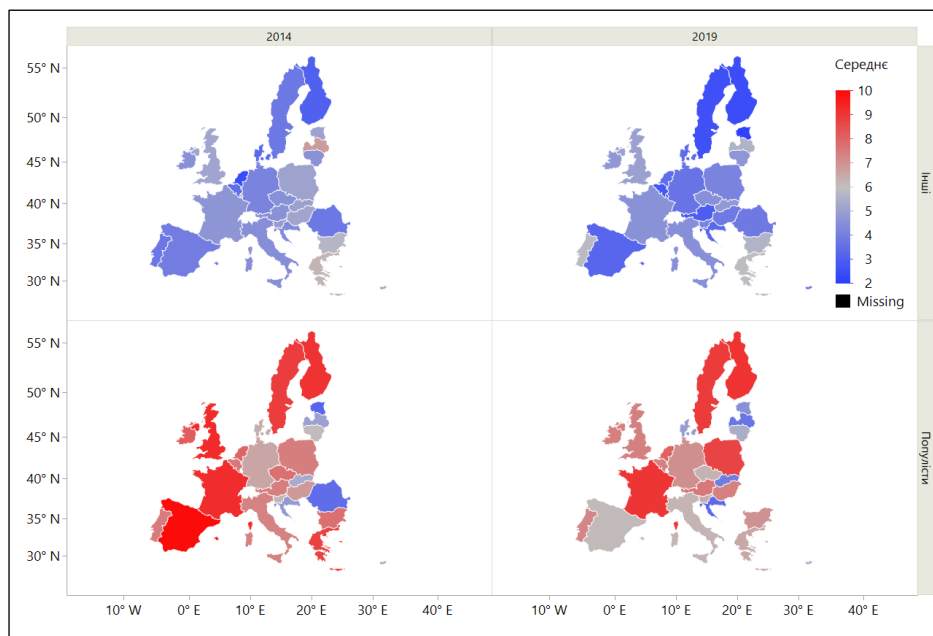 2014
2019
55° N
50° N
45° N
40° N
35° N
30° N
Середнє
10
9
8
7
6
5
4
3
2
Missing
Інші
55° N
50° N
45° N
40° N
35° N
30° N
Популісти
10° W
0° E
10° E
20° E
30° E
40° E
10° W
0° E
10° E
20° E
30° E
40° E